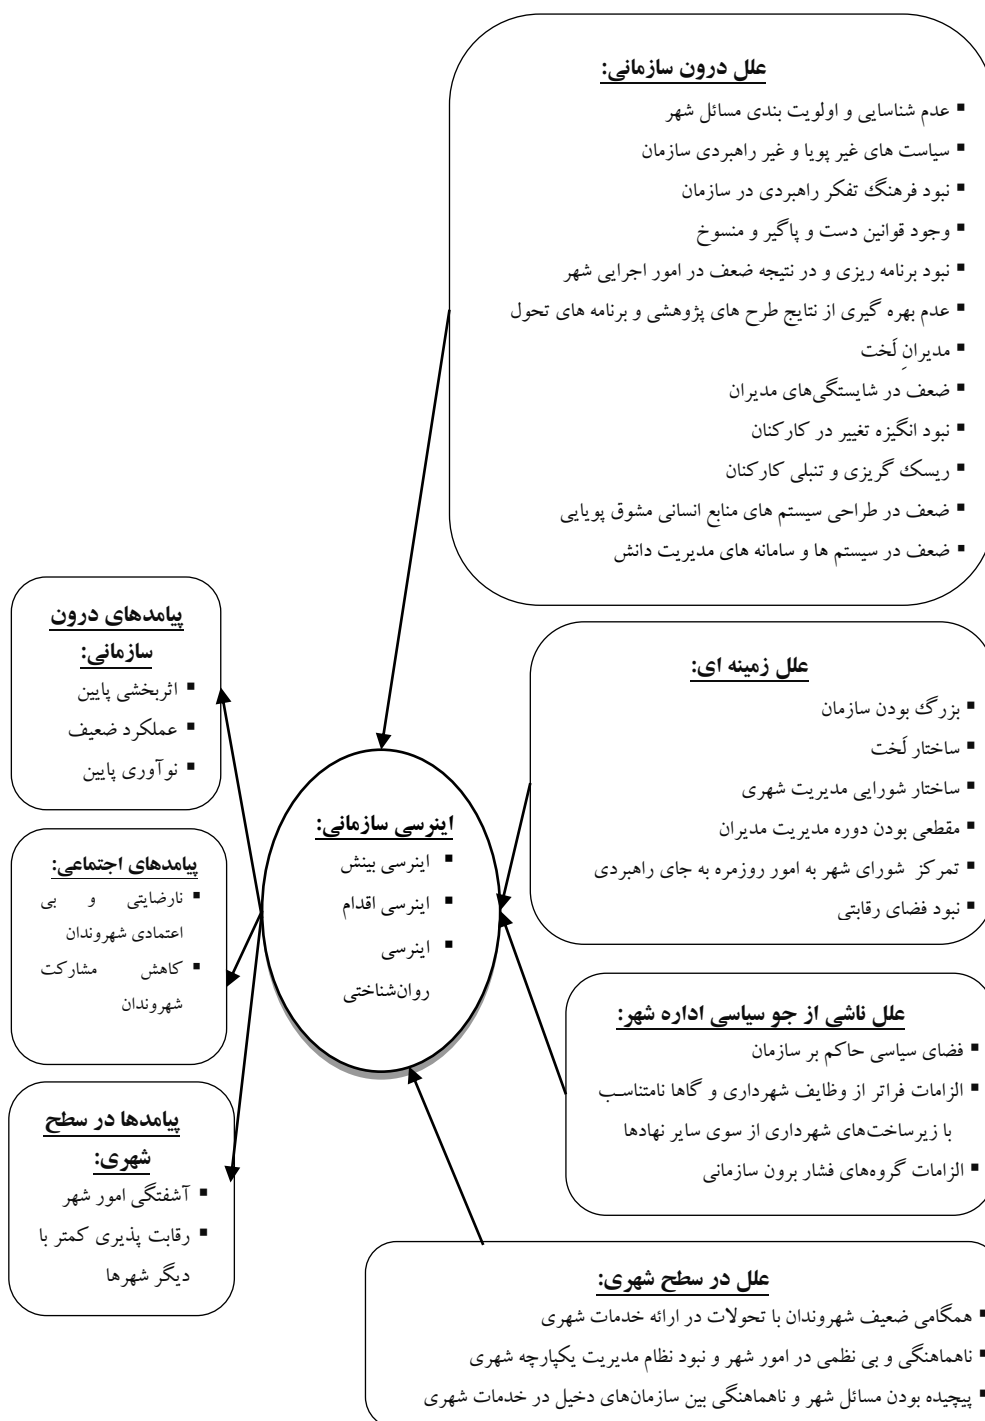 علل درون سازمانی:
▪ عدم شناسایی و اولویت بندی مسائل شهر
▪ سیاست های غیر پویا و غیر راهبردی سازمان
▪ نبود فرهنگ تفکر راهبردی در سازمان
▪ وجود قوانین دست و پاگیر و منسوخ
▪ نبود برنامه ریزی و در نتیجه ضعف در امور اجرایی شهر
▪ عدم بهره گیری از نتایج طرح های پژوهشی و برنامه های تحول
▪ مدیرانِ لَخت
▪ ضعف در شایستگی‌های مدیران
▪ نبود انگیزه تغییر در کارکنان
▪ ریسک گریزی و تنبلی کارکنان
▪ ضعف در طراحی سیستم های منابع انسانی مشوق پویایی
▪ ضعف در سیستم ها و سامانه های مدیریت دانش
علل زمینه ای:
▪ بزرگ بودن سازمان
▪ ساختار لَخت
▪ ساختار شورایی مدیریت شهری
▪ مقطعی بودن دوره مدیریت مدیران
▪ تمرکز شورای شهر به امور روزمره به جای راهبردی
▪ نبود فضای رقابتی
علل ناشی از جو سیاسی اداره شهر:
▪ فضای سیاسی حاکم بر سازمان
▪ الزامات فراتر از وظایف شهرداری و گاها نامتناسب
با زیرساخت‌های شهرداری از سوی سایر نهادها
▪ الزامات گروه‌های فشار برون سازمانی
علل در سطح شهری:
▪ همگامی ضعیف شهروندان با تحولات در ارائه خدمات شهری
▪ ناهماهنگی و بی نظمی در امور شهر و نبود نظام مدیریت یکپارچه شهری
▪ پیچیده بودن مسائل شهر و ناهماهنگی بین سازمان‌های دخیل در خدمات شهری
اینرسی سازمانی:
▪ اینرسی بینش
▪ اینرسی اقدام
▪ اینرسی
روان‌شناختی
پیامدهای درون
سازمانی:
▪ اثربخشی پایین
▪ عملکرد ضعیف
▪ نوآوری پایین
پیامدهای اجتماعی:
▪ نارضایتی و بی
اعتمادی شهروندان
▪ کاهش مشارکت
شهروندان
پیامدها در سطح
شهری:
▪ آشفتگی امور شهر
▪ رقابت پذیری کمتر با
دیگر شهرها